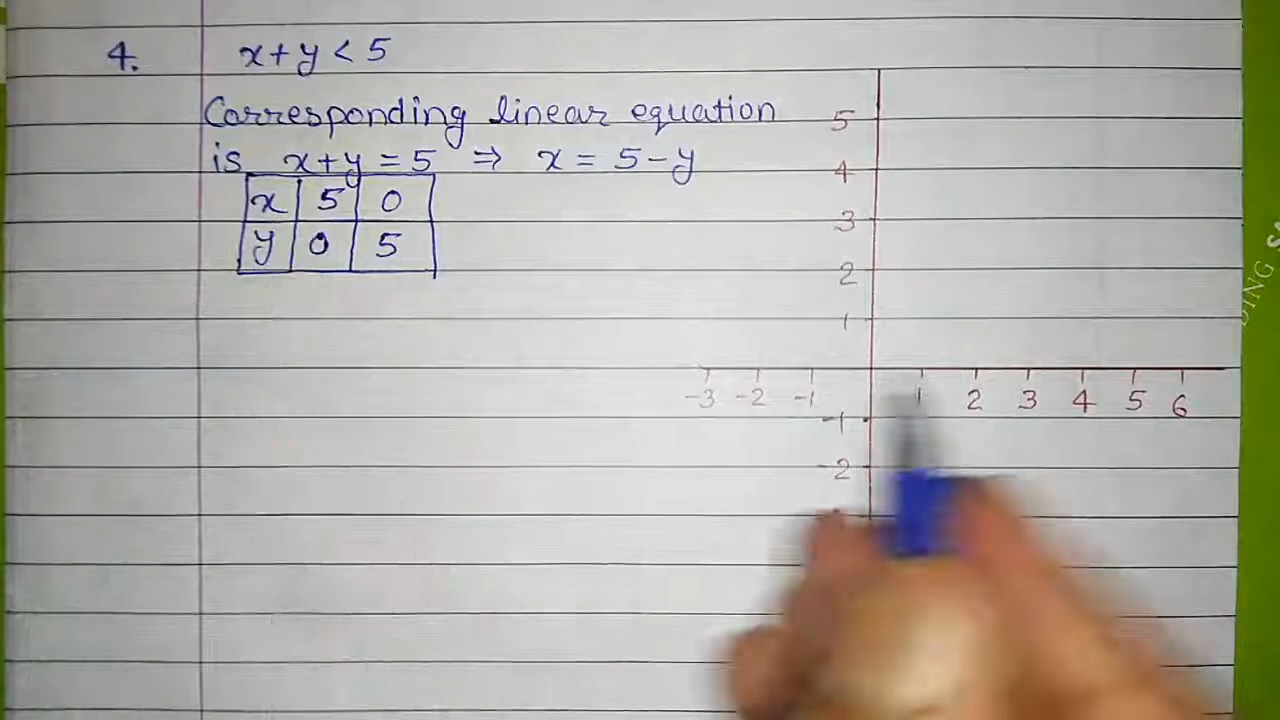 4. x + y < 5
Corresponding linear equation
is x + y = 5 ⇒ x = 5 - y
x 5 0
y 0 5
5
4
3
2
1
-3 -2 -1 1 2 3 4 5 6
-1
-2
DING